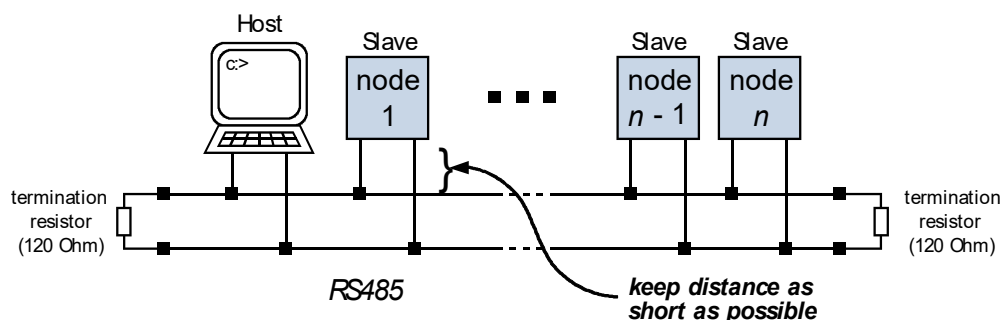 Host
c:>
Slave
node
1
Slave
node
n - 1
Slave
node
n
termination
resistor
(120 Ohm)
termination
resistor
(120 Ohm)
RS485
keep distance as
short as possible